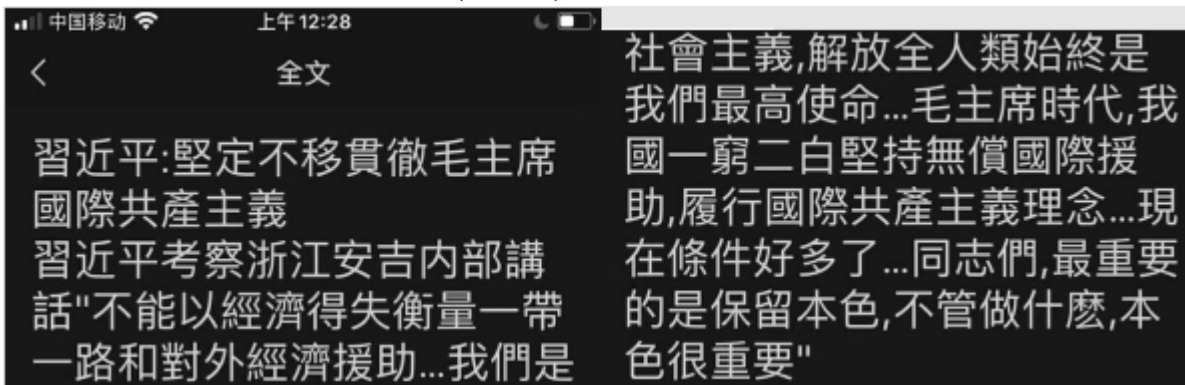 中国移动 上午12:28
全文
習近平:堅定不移貫徹毛主席
國際共產主義
習近平考察浙江安吉内部講
話"不能以經濟得失衡量一帶
一路和對外經濟援助...我們是
社會主義,解放全人類始終是
我們最高使命...毛主席時代,我
國一窮二白堅持無償國際援
助,履行國際共產主義理念...現
在條件好多了...同志們,最重要
的是保留本色,不管做什麽,本
色很重要"